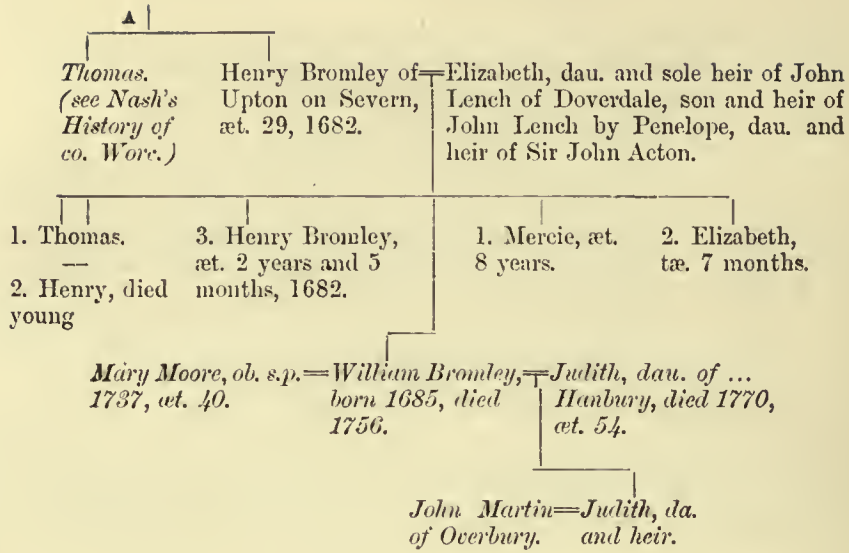 A
Thomas.
(see Nash's
History of
co. Worc.)
Henry Bromley of
Upton on Severn,
æt. 29, 1682.
Elizabeth, dau. and sole heir of John
Lench of Doverdale, son and heir of
John Lench by Penelope, dau. and
heir of Sir John Acton.
1. Thomas.
—
2. Henry, died
young
3. Henry Bromley,
æt. 2 years and 5
months, 1682.
1. Mercie, æt.
8 years.
2. Elizabeth,
tæ. 7 months.
Mary Moore, ob. s.p.
1737, æt. 40.
William Bromley,
born 1685, died
1756.
Judith, dau. of ...
Hanbury, died 1770,
æt. 54.
John Martin
of Overbury.
Judith, da.
and heir.